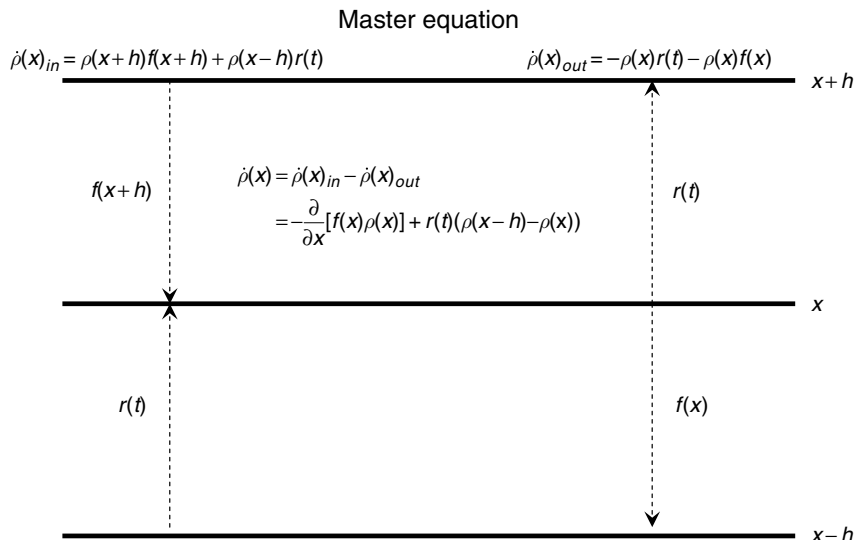 Master equation
ρ̇(x)in = ρ(x+h)f(x+h) + ρ(x−h)r(t)
ρ̇(x)out = −ρ(x)r(t) − ρ(x)f(x)
x+h
f(x+h)
ρ̇(x) = ρ̇(x)in − ρ̇(x)out
= −∂/∂x[f(x)ρ(x)] + r(t)(ρ(x−h)−ρ(x))
r(t)
x
r(t)
f(x)
x−h